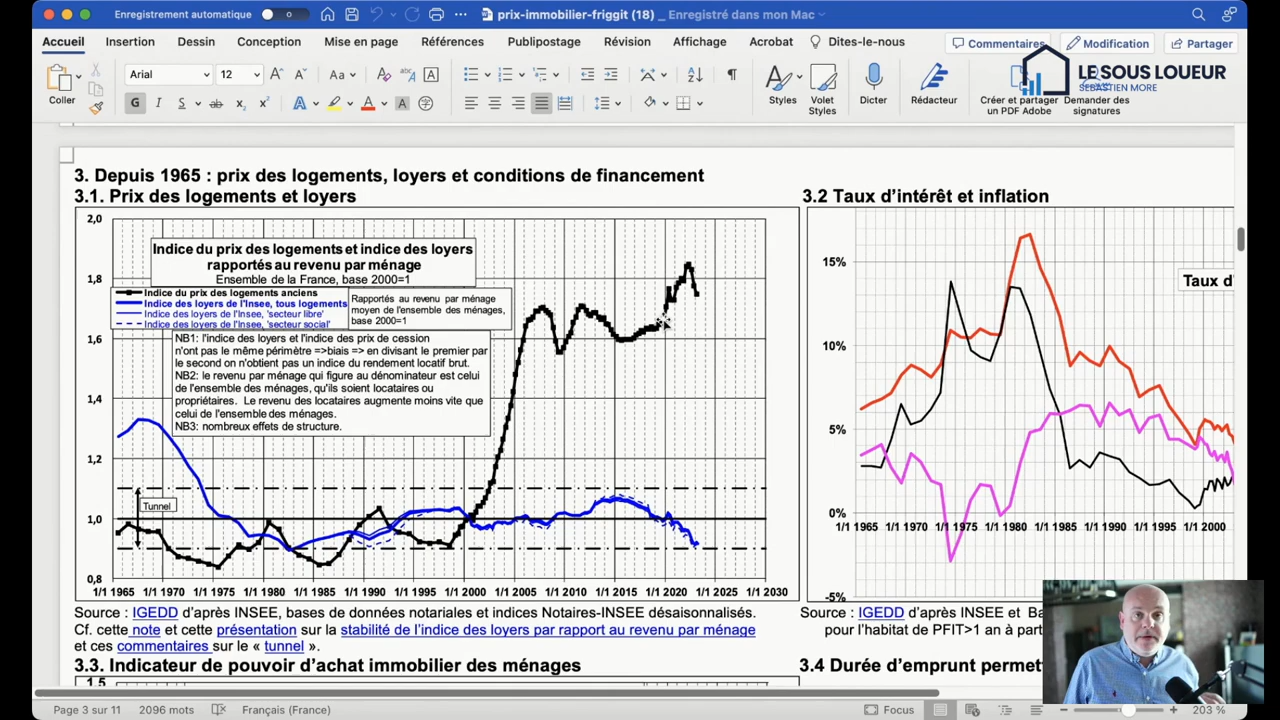 Enregistrement automatique
prix-immobilier-friggit (18) _ Enregistré dans mon Mac
Accueil Insertion Dessin Conception Mise en page Références Publipostage Révision Affichage Acrobat Dites-le-nous
Commentaires Modification Partager
Coller
Arial 12
G I S ab x₂ x²
Styles
Volet Styles
Dicter
Rédacteur
Créer et partager un PDF Adobe
Demander des signatures
LE SOUS LOUEUR
SEBASTIEN MORE
3. Depuis 1965 : prix des logements, loyers et conditions de financement
3.1. Prix des logements et loyers
2,0
1,8
1,6
1,4
1,2
1,0
0,8
Indice du prix des logements et indice des loyers
rapportés au revenu par ménage
Ensemble de la France, base 2000=1
Indice du prix des logements anciens
Indice des loyers de l'Insee, tous logements
Indice des loyers de l'Insee, 'secteur libre'
Indice des loyers de l'Insee, 'secteur social'
Rapportés au revenu par ménage
moyen de l'ensemble des ménages,
base 2000=1
NB1: l'indice des loyers et l'indice des prix de cession
n'ont pas le même périmètre =>biais => en divisant le premier par
le second on n'obtient pas un indice du rendement locatif brut.
NB2: le revenu par ménage qui figure au dénominateur est celui
de l'ensemble des ménages, qu'ils soient locataires ou
propriétaires. Le revenu des locataires augmente moins vite que
celui de l'ensemble des ménages.
NB3: nombreux effets de structure.
Tunnel
1/1 1965 1/1 1970 1/1 1975 1/1 1980 1/1 1985 1/1 1990 1/1 1995 1/1 2000 1/1 2005 1/1 2010 1/1 2015 1/1 2020 1/1 2025 1/1 2030
Source : IGEDD d'après INSEE, bases de données notariales et indices Notaires-INSEE désaisonnalisés.
Cf. cette note et cette présentation sur la stabilité de l'indice des loyers par rapport au revenu par ménage
et ces commentaires sur le « tunnel ».
3.3. Indicateur de pouvoir d'achat immobilier des ménages
1,5
3.2 Taux d'intérêt et inflation
15%
10%
5%
0%
-5%
Taux d'
1/1 1965 1/1 1970 1/1 1975 1/1 1980 1/1 1985 1/1 1990 1/1 1995 1/1 2000
Source : IGEDD d'après INSEE et Ba
pour l'habitat de PFIT>1 an à part
3.4 Durée d'emprunt permet
Page 3 sur 11 2096 mots Français (France) Focus 203 %